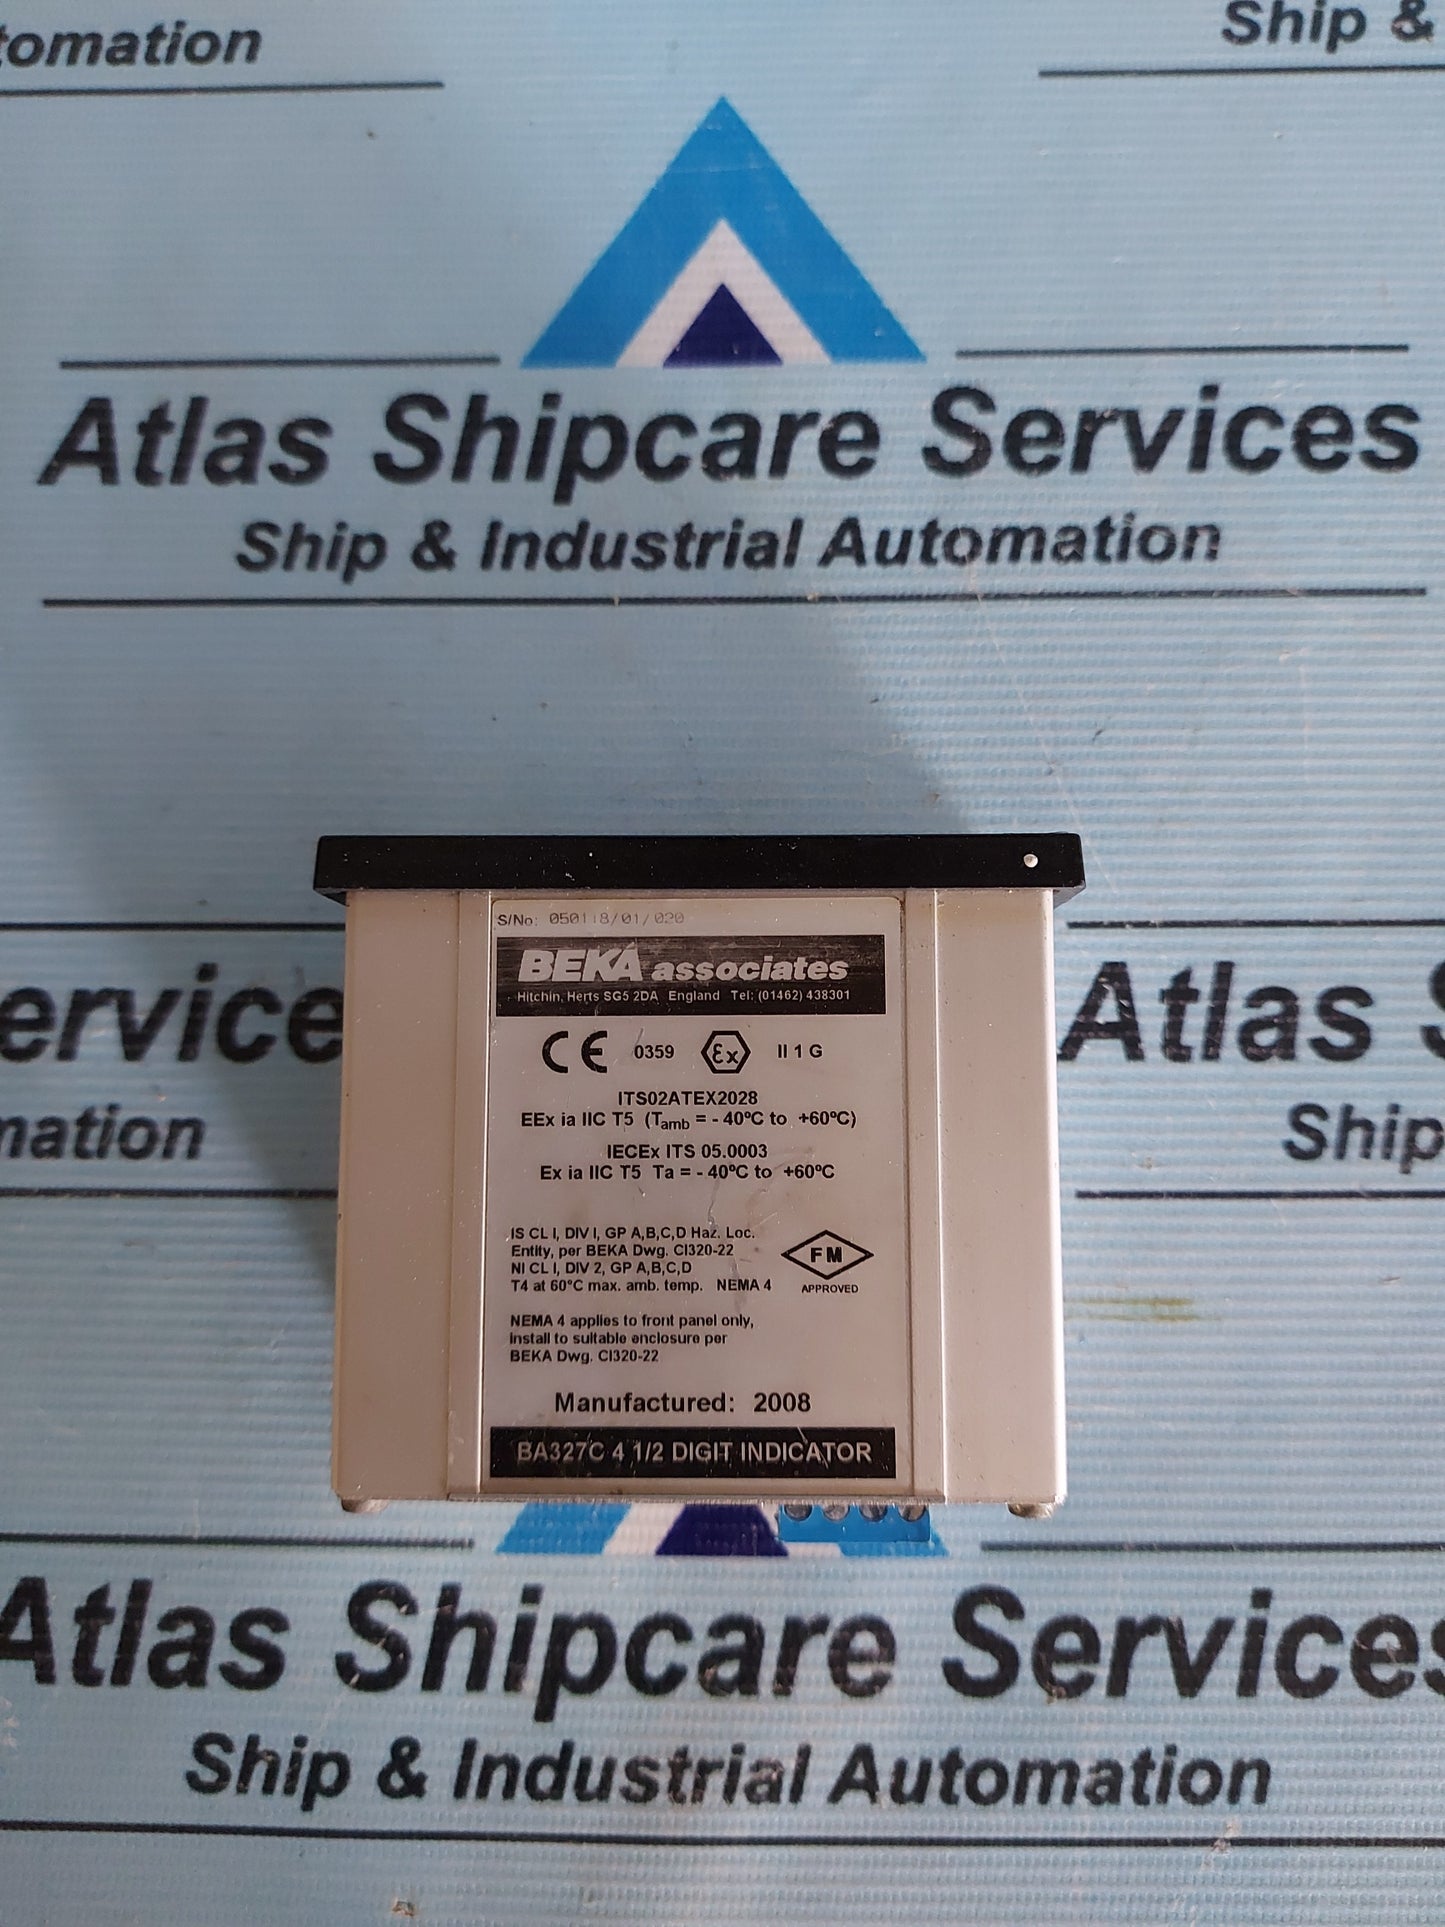 tomation
Ship &
Atlas Shipcare Services
Ship & Industrial Automation
S/No: 050118/01/020
BEKA associates
Hitchin, Herts SG5 2DA England Tel: (01462) 438301
CE 0359 Ex II 1 G
ITS02ATEX2028
EEx ia IIC T5 (Tamb = - 40ºC to +60ºC)
IECEx ITS 05.0003
Ex ia IIC T5 Ta = - 40ºC to +60ºC
IS CL I, DIV I, GP A,B,C,D Haz. Loc.
Entity, per BEKA Dwg. CI320-22
NI CL I, DIV 2, GP A,B,C,D
T4 at 60°C max. amb. temp. NEMA 4
FM
APPROVED
NEMA 4 applies to front panel only,
install to suitable enclosure per
BEKA Dwg. CI320-22
Manufactured: 2008
BA327C 4 1/2 DIGIT INDICATOR
ervice
mation
Atlas S
Ship
Atlas Shipcare Services
Ship & Industrial Automation